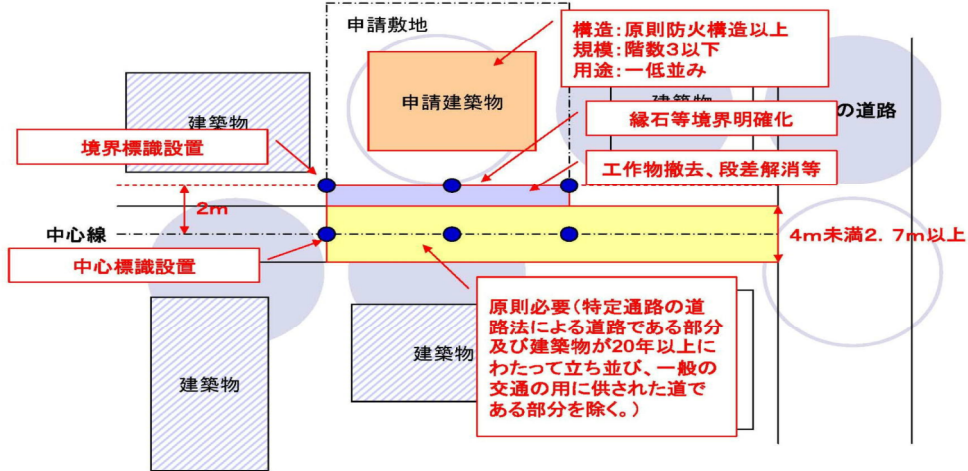 申請敷地
構造:原則防火構造以上
規模:階数3以下
用途:一低並み
申請建築物
建築物
建築物
の道路
縁石等境界明確化
境界標識設置
工作物撤去、段差解消等
2m
中心線
4m未満2.7m以上
中心標識設置
原則必要(特定通路の道
路法による道路である部分
及び建築物が20年以上に
わたって立ち並び、一般の
交通の用に供された道で
ある部分を除く。)
建築物
建築物